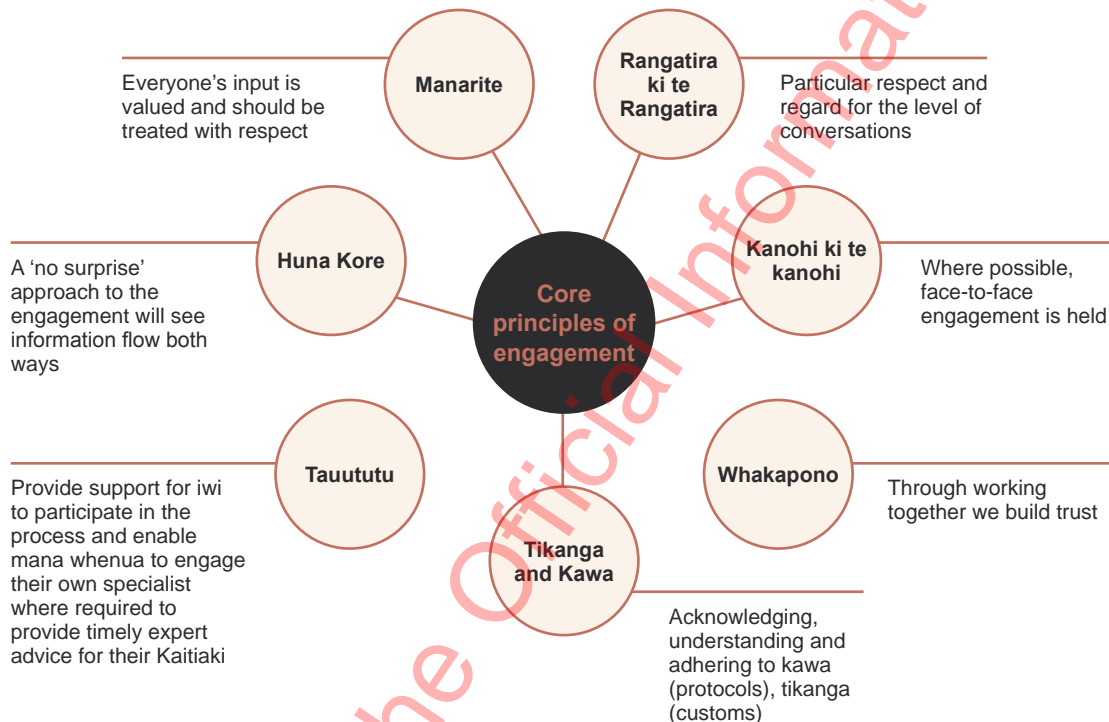 Manarite
Everyone's input is
valued and should be
treated with respect
Rangatira
ki te
Rangatira
Particular respect and
regard for the level of
conversations
Huna Kore
A ‘no surprise’
approach to the
engagement will see
information flow both
ways
Core
principles of
engagement
Kanohi ki te
kanohi
Where possible,
face-to-face
engagement is held
Tauututu
Provide support for iwi
to participate in the
process and enable
mana whenua to engage
their own specialist
where required to
provide timely expert
advice for their Kaitiaki
Tikanga
and Kawa
Acknowledging,
understanding and
adhering to kawa
(protocols), tikanga
(customs)
Whakapono
Through working
together we build trust
he Official Informat